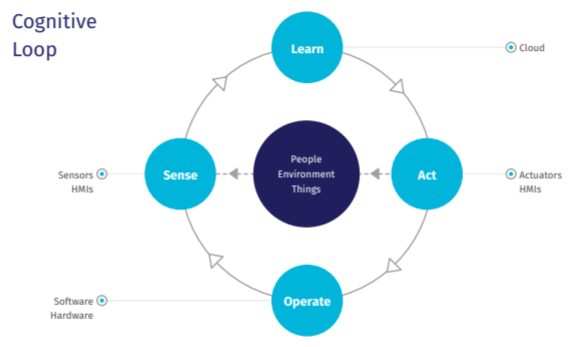 Cognitive
Loop
Learn
Cloud
Sensors
HMIs
Sense
People
Environment
Things
Act
Actuators
HMIs
Software
Hardware
Operate